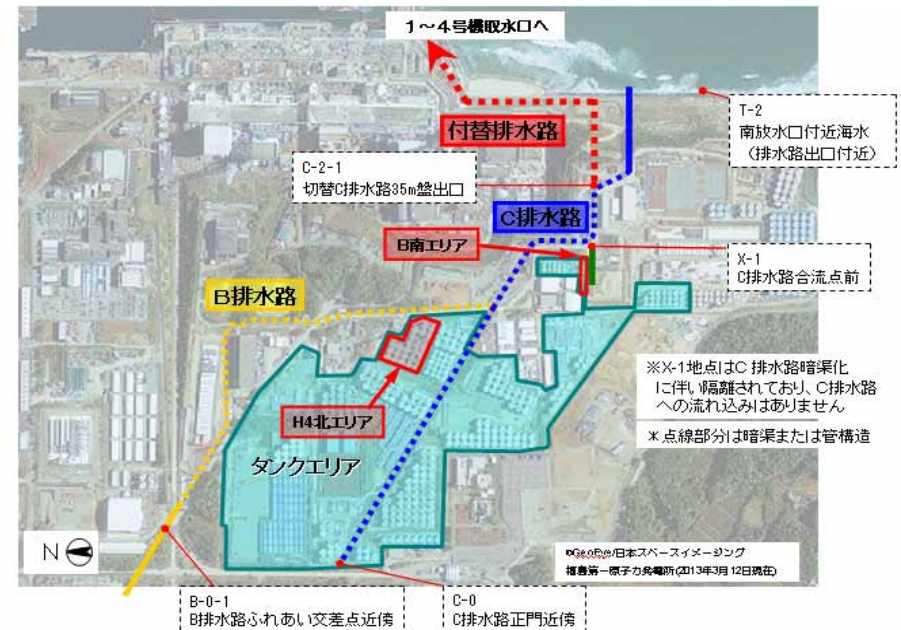 1～4号機取水口へ
T-2
南放水口付近海水
（排水路出口付近）
付替排水路
C-2-1
切替C排水路35m盤出口
C排水路
B南エリア
X-1
C排水路合流点前
B排水路
※X-1地点はC 排水路暗渠化
に伴い隔離されており、C排水路
への流れ込みはありません
H4北エリア
＊点線部分は暗渠または管構造
タンクエリア
N
©GeoEye/日本スペースイメージング
福島第一原子力発電所(2013年3月12日現在)
B-0-1
B排水路ふれあい交差点近傍
C-0
C排水路正門近傍